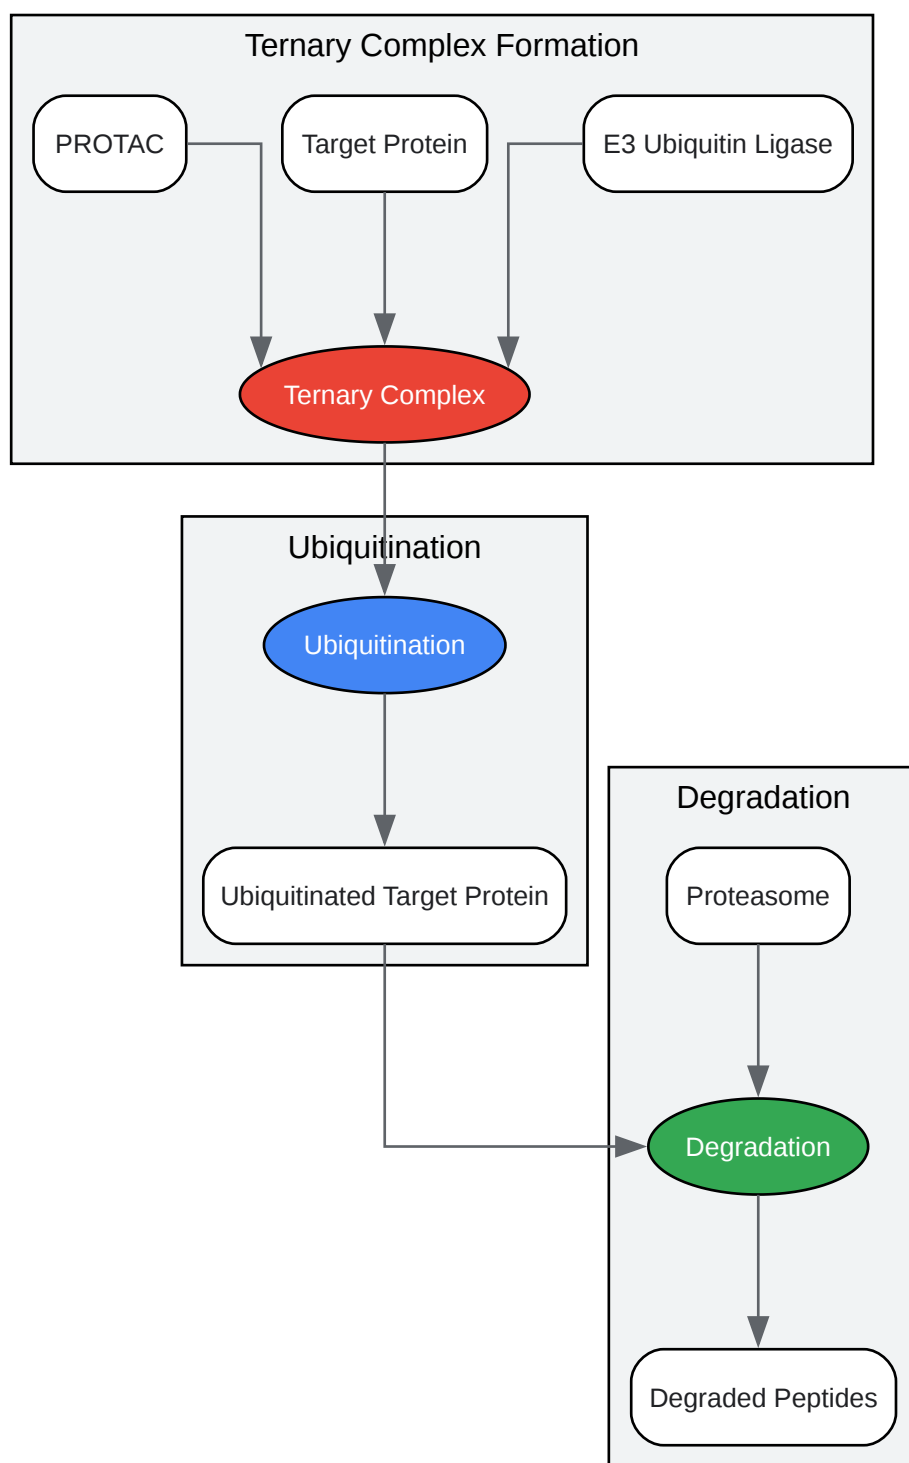 Ternary Complex Formation
PROTAC
Target Protein
E3 Ubiquitin Ligase
Ternary Complex
Ubiquitination
Ubiquitination
Degradation
Ubiquitinated Target Protein
Proteasome
Degradation
Degraded Peptides